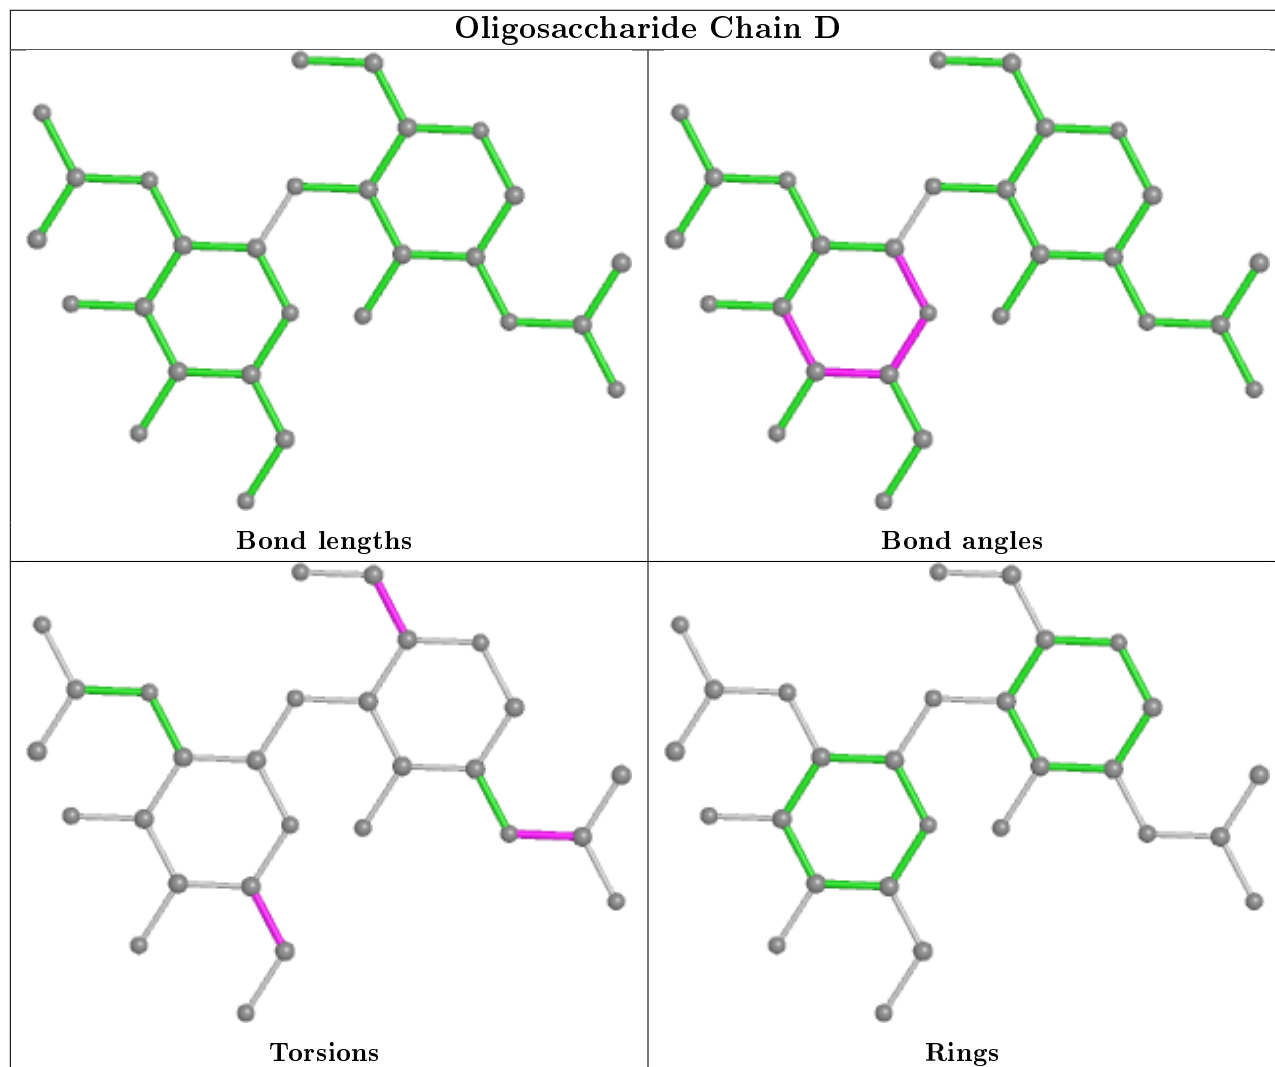 Oligosaccharide Chain D
Bond lengths
Bond angles
Torsions
Rings